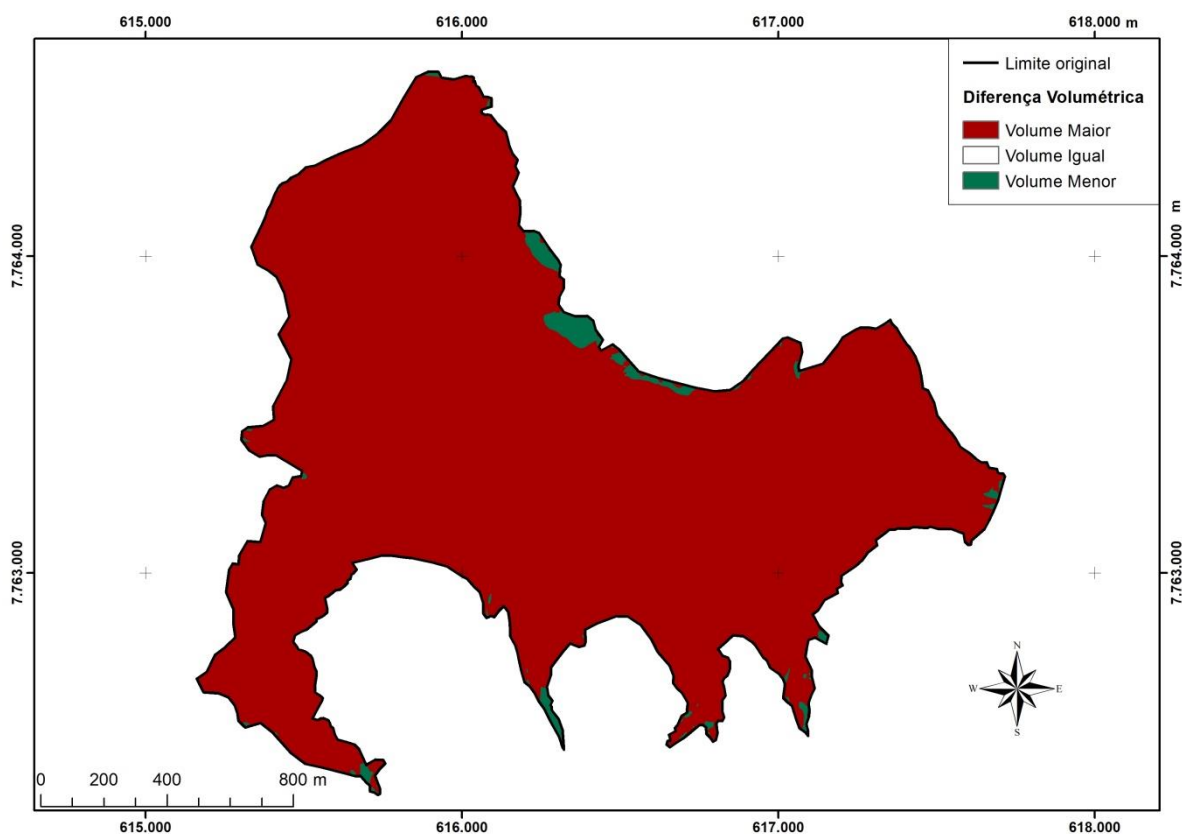 615.000 616.000 617.000 618.000 m
Limite original
Diferença Volumétrica
Volume Maior
Volume Igual
Volume Menor
7.764.000
7.764.000 m
7.763.000
7.763.000
N
W E
S
0 200 400 800 m
615.000 616.000 617.000 618.000